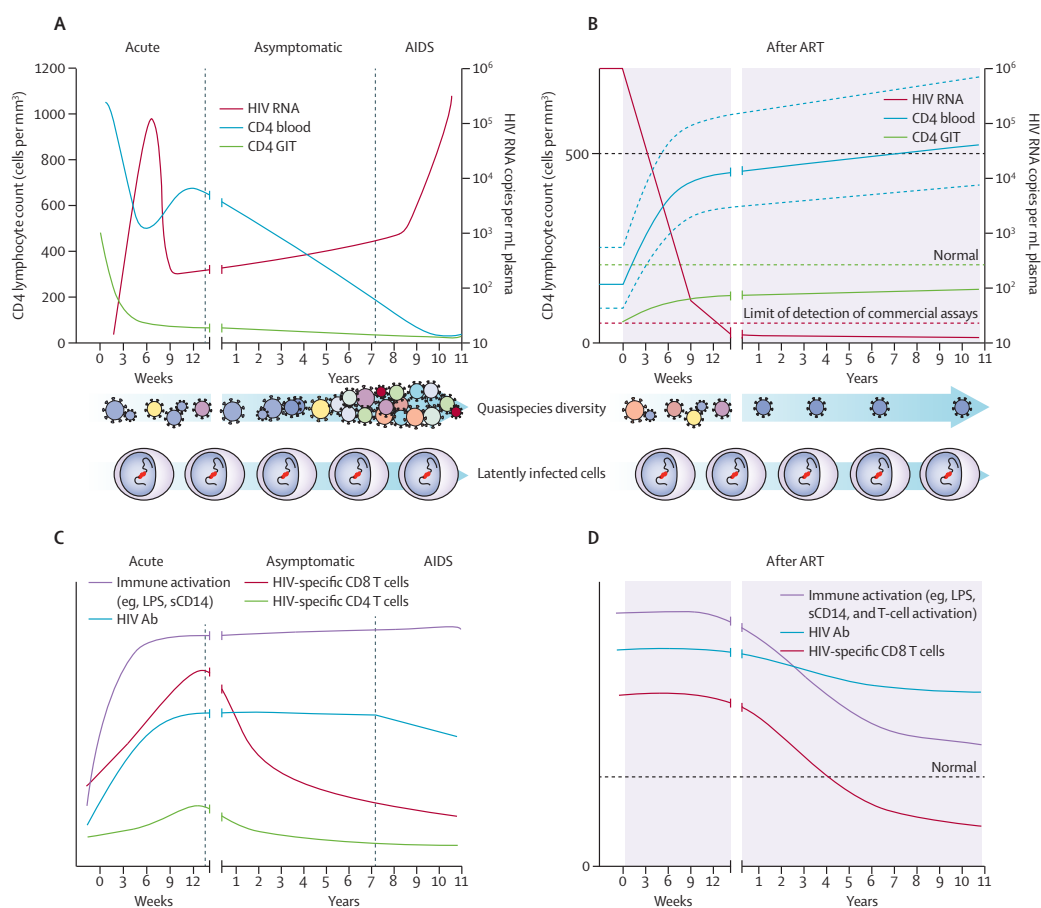 A
Acute
Asymptomatic
AIDS
CD4 lymphocyte count (cells per mm³)
1200
1000
800
600
400
200
0
HIV RNA
CD4 blood
CD4 GIT
10⁶
10⁵
10⁴
10³
10²
10
HIV RNA copies per mL plasma
0 3 6 9 12 1 2 3 4 5 6 7 8 9 10 11
Weeks
Years
B
After ART
CD4 lymphocyte count (cells per mm³)
500
0
HIV RNA
CD4 blood
CD4 GIT
Normal
Limit of detection of commercial assays
10⁶
10⁵
10⁴
10³
10²
10
HIV RNA copies per mL plasma
0 3 6 9 12 1 2 3 4 5 6 7 8 9 10 11
Weeks
Years
Quasispecies diversity
Latently infected cells
C
Acute
Asymptomatic
AIDS
Immune activation
(eg, LPS, sCD14)
HIV Ab
HIV-specific CD8 T cells
HIV-specific CD4 T cells
0 3 6 9 12 1 2 3 4 5 6 7 8 9 10 11
Weeks
Years
D
After ART
Immune activation (eg, LPS,
sCD14, and T-cell activation)
HIV Ab
HIV-specific CD8 T cells
Normal
0
0 3 6 9 12 1 2 3 4 5 6 7 8 9 10 11
Weeks
Years